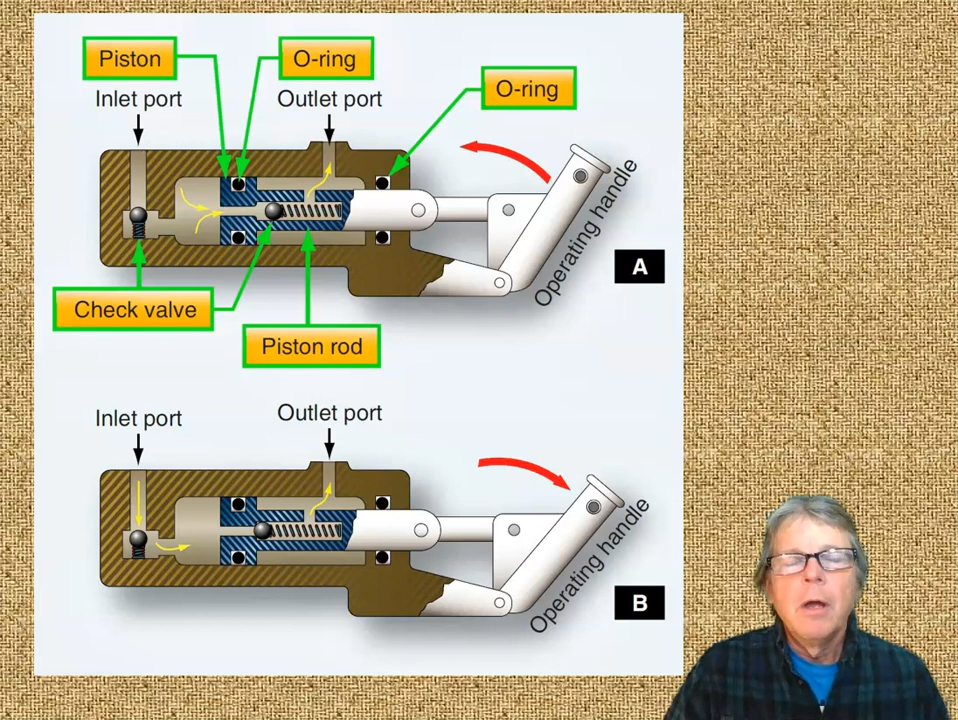 Piston
O-ring
Inlet port
Outlet port
O-ring
Operating handle
A
Check valve
Piston rod
Inlet port
Outlet port
Operating handle
B